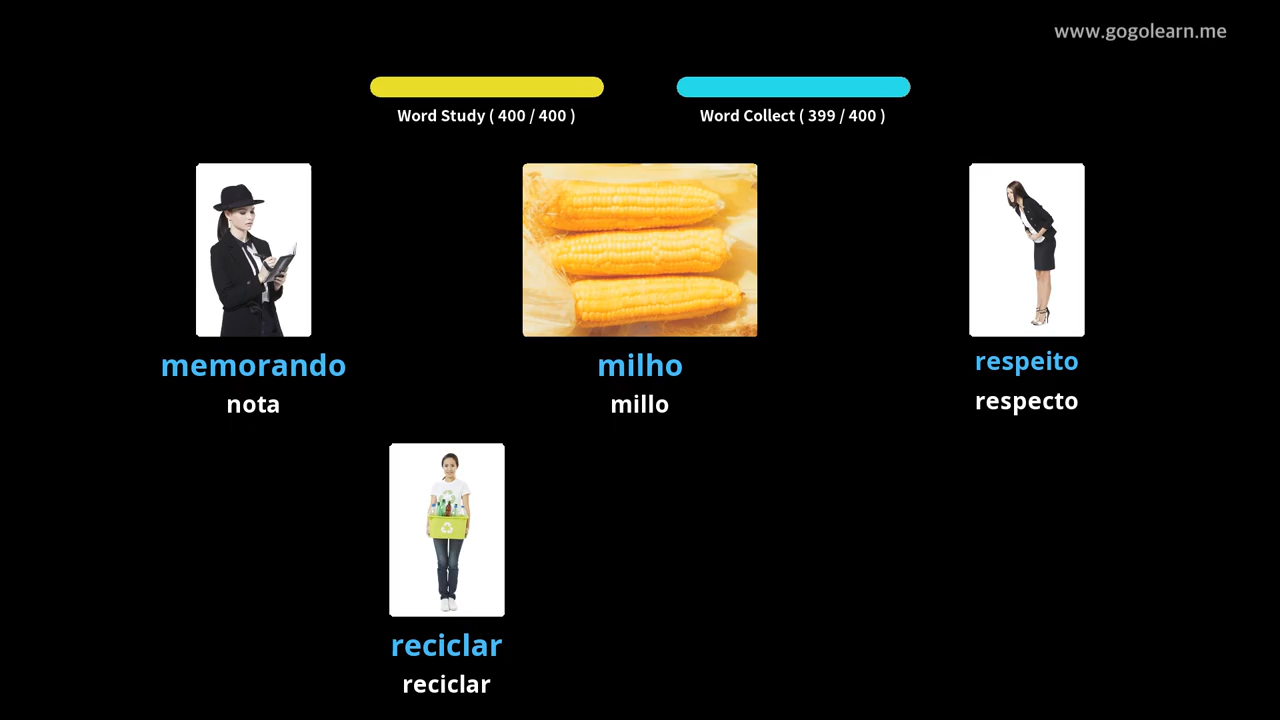 www.gogolearn.me
Word Study ( 400 / 400 )
Word Collect ( 399 / 400 )
memorando
nota
milho
millo
respeito
respecto
reciclar
reciclar